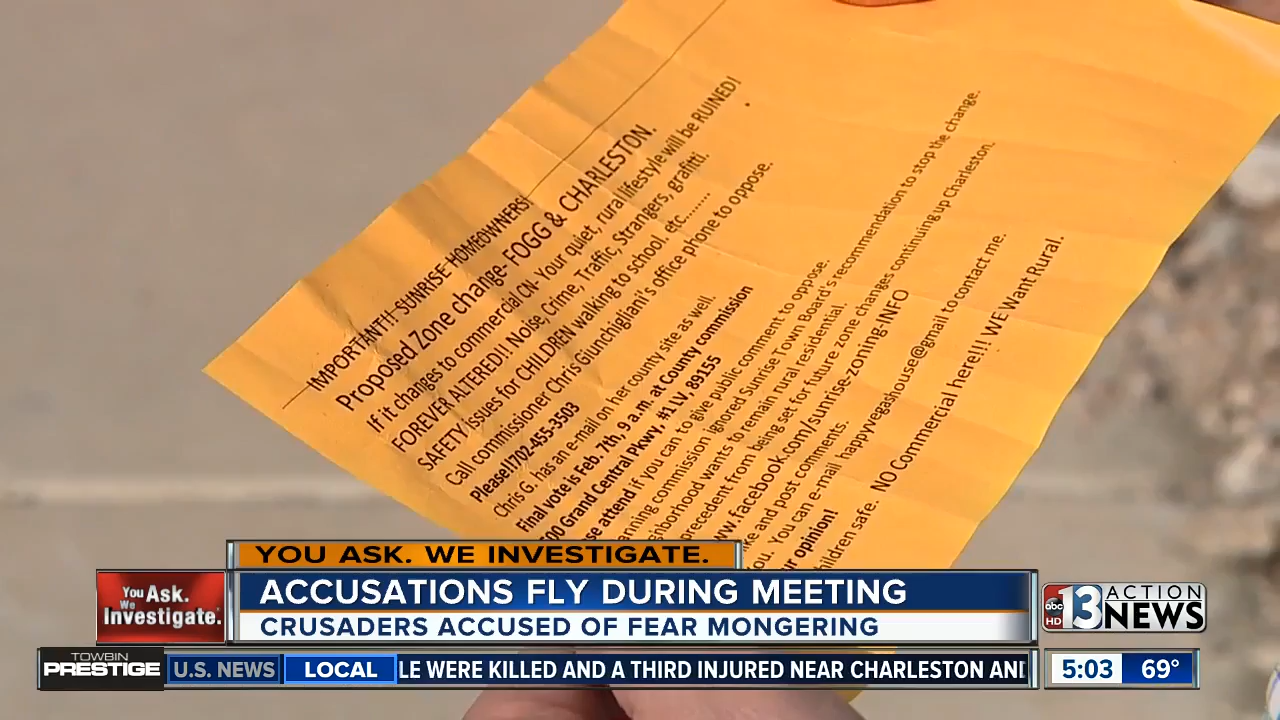 IMPORTANT!! SUNRISE HOMEOWNERS!
Proposed Zone change- FOGG & CHARLESTON.
If it changes to commercial CN- Your quiet, rural lifestyle will be RUINED!
FOREVER ALTERED!! Noise, Crime, Traffic, Strangers, grafitti.
SAFETY issues for CHILDREN walking to school. etc........
Call commissioner Chris Giunchigliani's office phone to oppose.
Please!!702-455-3503
Chris G. has an e-mail on her county site as well.
Final vote is Feb. 7th, 9 a.m. at County commission
500 Grand Central Pkwy, #1 LV, 89155
attend if you can to give public comment to oppose.
commission ignored Sunrise Town Board's recommendation to stop the change.
wants to remain rural residential.
precedent from being set for future zone changes continuing up Charleston.
www.facebook.com/sunrise-zoning-INFO
and post comments.
You can e-mail happyvegashouse@gmail to contact me.
opinion!
safe. NO Commercial here!!! WE Want Rural.
YOU ASK. WE INVESTIGATE.
You Ask.
We
Investigate.
ACCUSATIONS FLY DURING MEETING
CRUSADERS ACCUSED OF FEAR MONGERING
abc
HD
13 ACTION
NEWS
TOWBIN
PRESTIGE
U.S. NEWS
LOCAL
LE WERE KILLED AND A THIRD INJURED NEAR CHARLESTON AND
5:03
69°